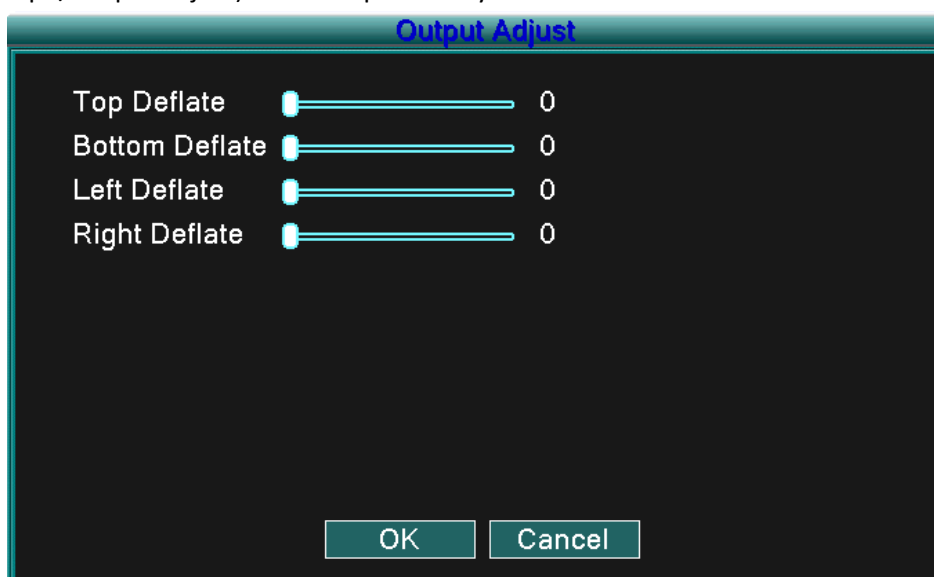 Output Adjust
Top Deflate 0
Bottom Deflate 0
Left Deflate 0
Right Deflate 0
OK Cancel